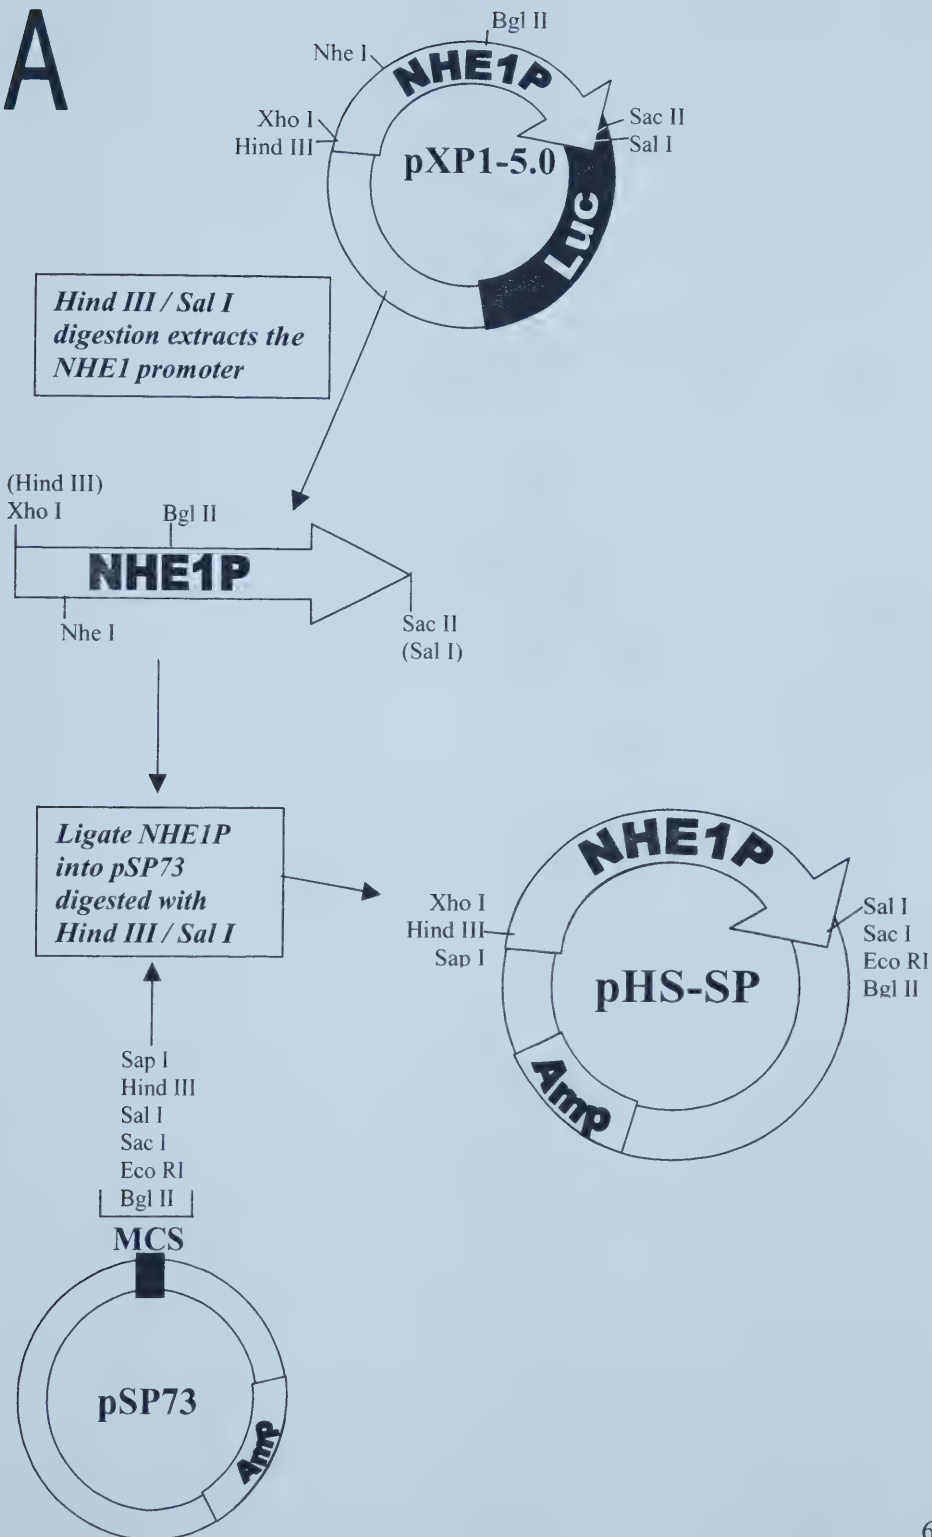 A
Bgl II
Nhe I
NHE1P
Xho I
Hind III
Sac II
Sal I
pXP1-5.0
Luc
Hind III / Sal I
digestion extracts the
NHE1 promoter
(Hind III)
Xho I
Bgl II
NHE1P
Nhe I
Sac II
(Sal I)
Ligate NHE1P
into pSP73
digested with
Hind III / Sal I
NHE1P
Xho I
Hind III
Sap I
Sal I
Sac I
Eco RI
Bgl II
pHS-SP
Amp
Sap I
Hind III
Sal I
Sac I
Eco RI
Bgl II
MCS
pSP73
Amp
6